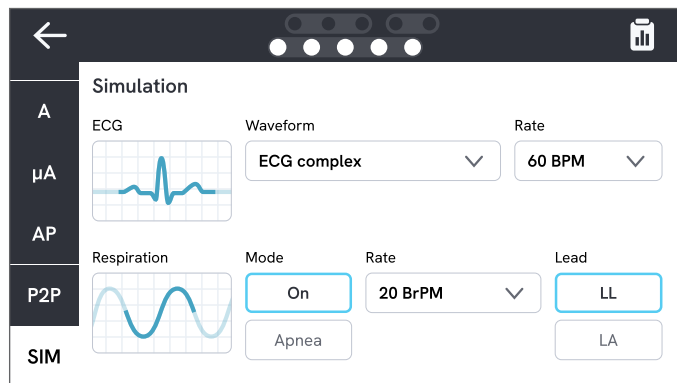 Simulation
A
ECG
Waveform
Rate
ECG complex
60 BPM
µA
AP
Respiration
Mode
Rate
Lead
P2P
On
20 BrPM
LL
Apnea
LA
SIM